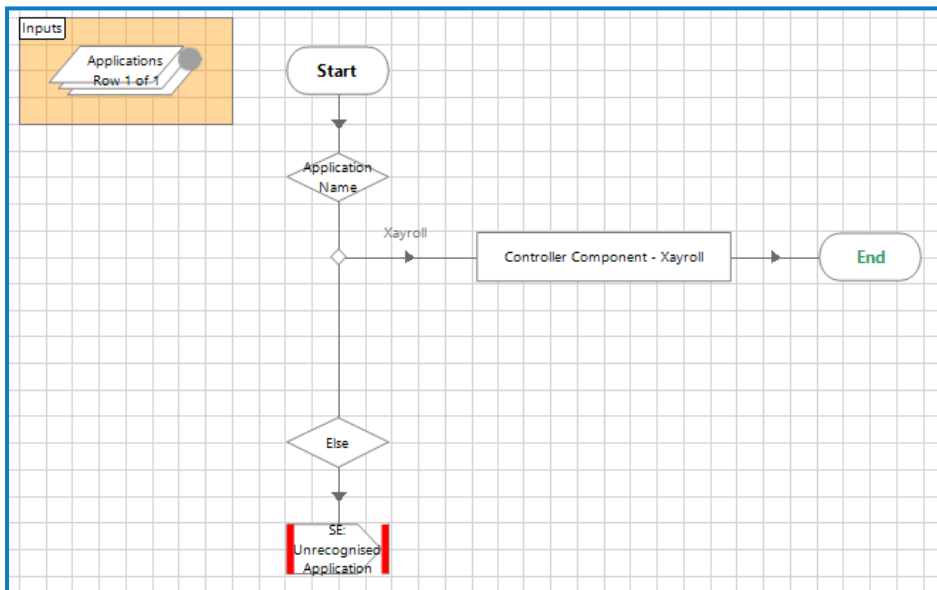 Inputs
Applications
Row 1 of 1
Start
Application
Name
Xayroll
Controller Component - Xayroll
End
Else
SE:
Unrecognised
Application